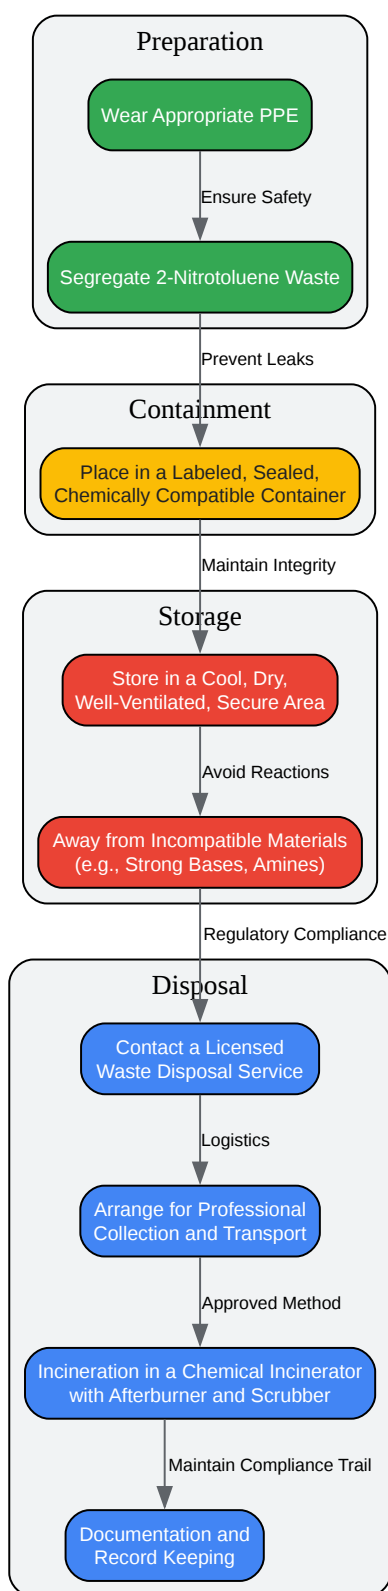 Preparation
Wear Appropriate PPE
Ensure Safety
Segregate 2-Nitrotoluene Waste
Prevent Leaks
Containment
Place in a Labeled, Sealed,
Chemically Compatible Container
Maintain Integrity
Storage
Store in a Cool, Dry,
Well-Ventilated, Secure Area
Avoid Reactions
Away from Incompatible Materials
(e.g., Strong Bases, Amines)
Regulatory Compliance
Disposal
Contact a Licensed
Waste Disposal Service
Logistics
Arrange for Professional
Collection and Transport
Approved Method
Incineration in a Chemical Incinerator
with Afterburner and Scrubber
Maintain Compliance Trail
Documentation and
Record Keeping